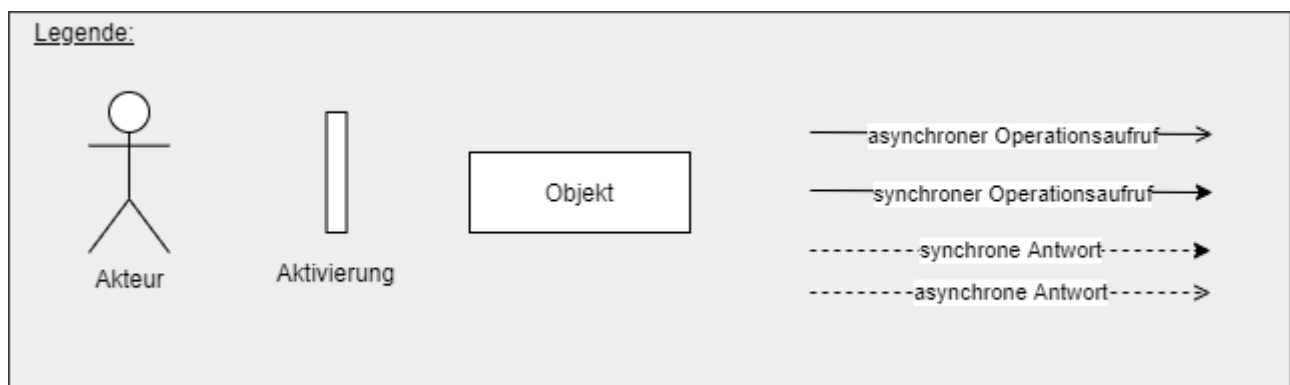 Legende:
asynchroner Operationsaufruf
Objekt
synchroner Operationsaufruf
synchrone Antwort
Akteur
Aktivierung
asynchrone Antwort